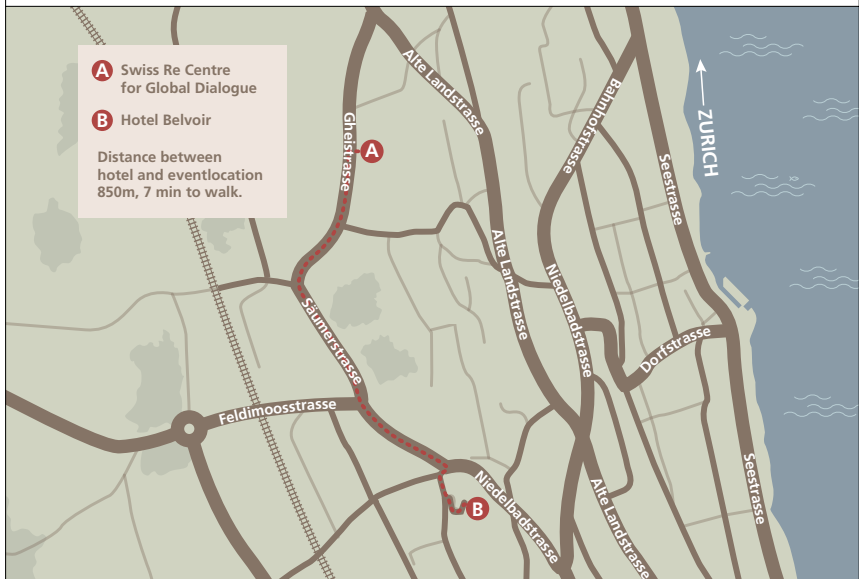 A Swiss Re Centre
for Global Dialogue
B Hotel Belvoir
Distance between
hotel and eventlocation
850m, 7 min to walk.
Alte Landstrasse
Bahnhofstrasse
ZURICH
Gheistrasse
A
Seestrasse
Alte Landstrasse
Niedelbadstrasse
Säumerstrasse
Dorfstrasse
Feldimoosstrasse
Niedelbadstrasse
B
Alte Landstrasse
Seestrasse